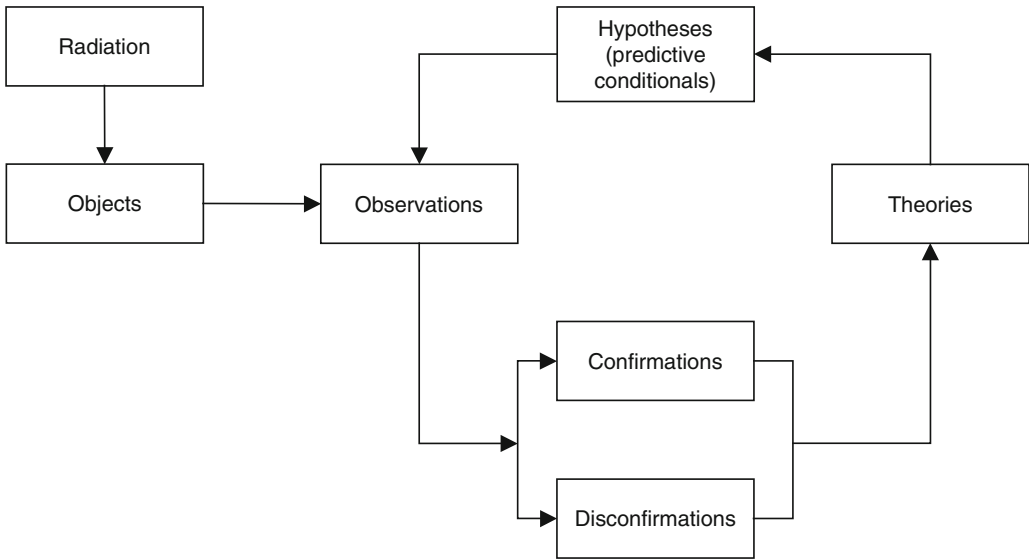 Radiation
Hypotheses
(predictive
conditionals)
Objects
Observations
Theories
Confirmations
Disconfirmations